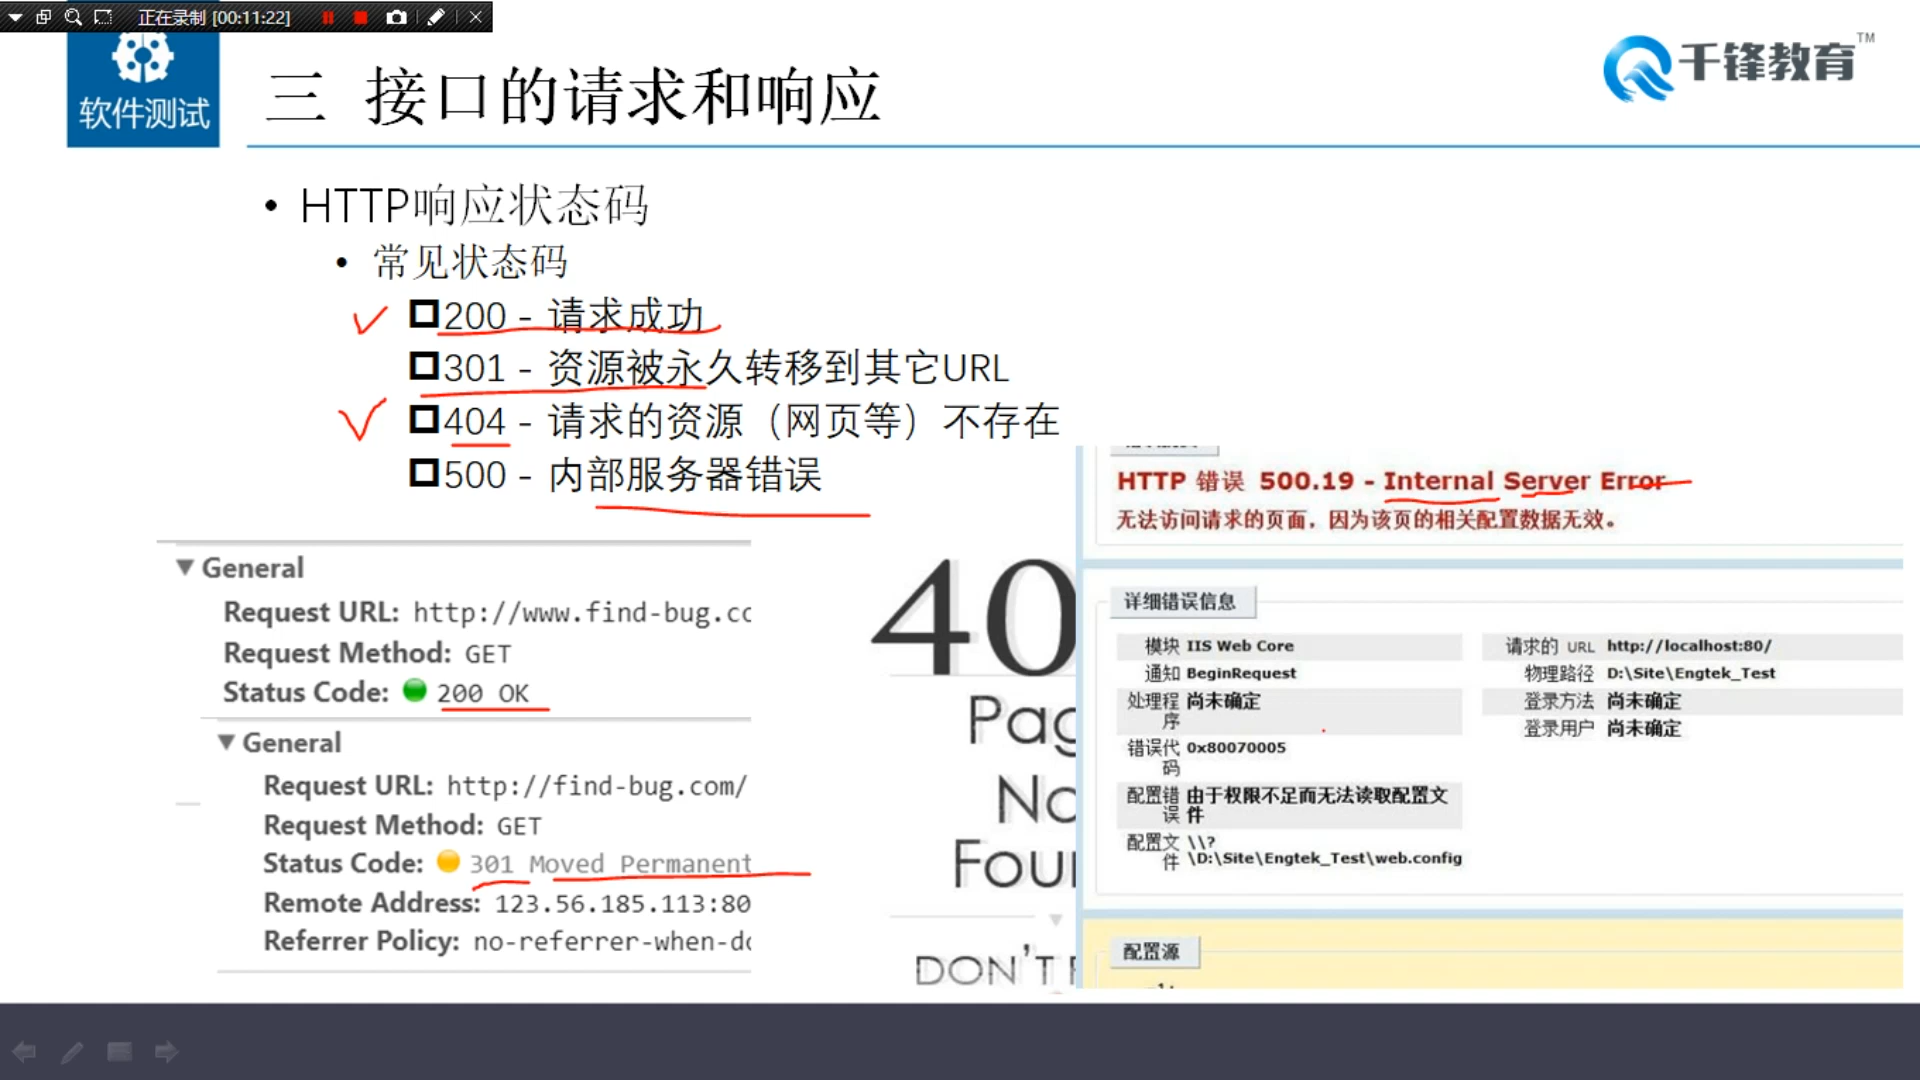 正在录制 [00:11:22]
软件测试
三 接口的请求和响应
千锋教育™
• HTTP响应状态码
• 常见状态码
200 - 请求成功
301 - 资源被永久转移到其它URL
404 - 请求的资源（网页等）不存在
500 - 内部服务器错误
General
Request URL: http://www.find-bug.co
Request Method: GET
Status Code: 200 OK
General
Request URL: http://find-bug.com/
Request Method: GET
Status Code: 301 Moved Permanent
Remote Address: 123.56.185.113:80
Referrer Policy: no-referrer-when-do
40
Pag
No
Foun
DON'T
HTTP 错误 500.19 - Internal Server Error
无法访问请求的页面，因为该页的相关配置数据无效。
详细错误信息
模块 IIS Web Core
通知 BeginRequest
处理程序 尚未确定
错误代码 0x80070005
配置错误 由于权限不足而无法读取配置文件
配置文件 \\?\D:\Site\Engtek_Test\web.config
请求的 URL http://localhost:80/
物理路径 D:\Site\Engtek_Test
登录方法 尚未确定
登录用户 尚未确定
配置源